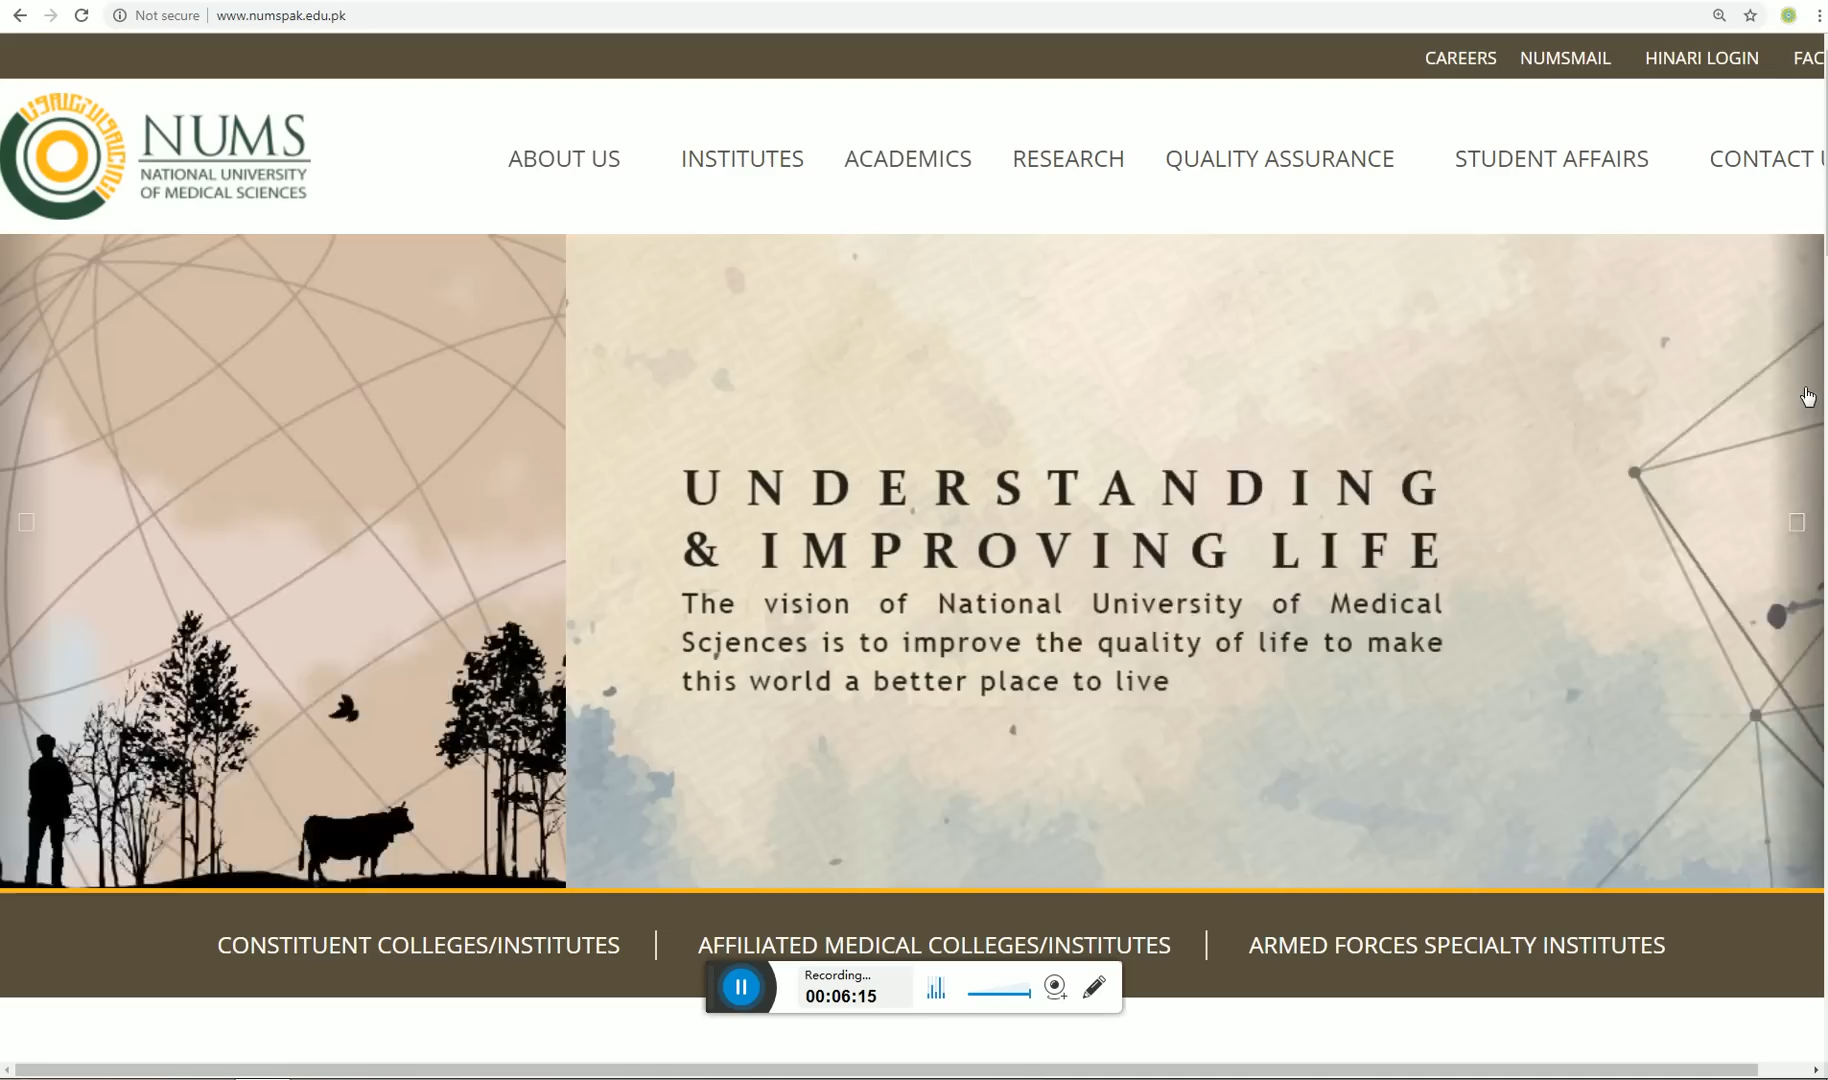 Not secure www.numspak.edu.pk
CAREERS NUMSMAIL HINARI LOGIN FAC
NUMS
NATIONAL UNIVERSITY
OF MEDICAL SCIENCES
ABOUT US INSTITUTES ACADEMICS RESEARCH QUALITY ASSURANCE STUDENT AFFAIRS CONTACT U
UNDERSTANDING
& IMPROVING LIFE
The vision of National University of Medical
Sciences is to improve the quality of life to make
this world a better place to live
CONSTITUENT COLLEGES/INSTITUTES AFFILIATED MEDICAL COLLEGES/INSTITUTES ARMED FORCES SPECIALTY INSTITUTES
Recording...
00:06:15